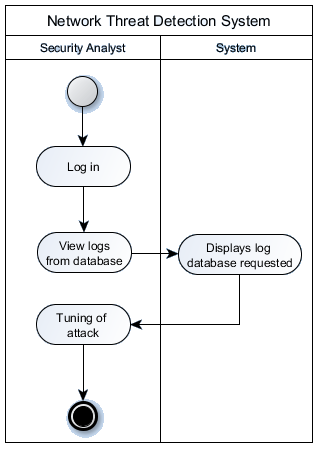 Network Threat Detection System
Security Analyst
System
Log in
View logs
from database
Displays log
database requested
Tuning of
attack